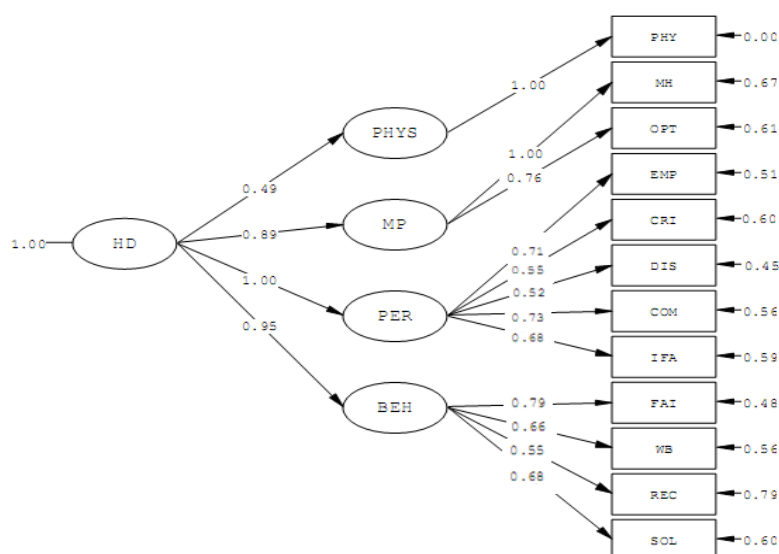 PHY 0.00
1.00
MH 0.67
PHYS
OPT 0.61
1.00
0.76
EMP 0.51
0.49
MP
CRI 0.60
1.00 HD
0.89
0.71
0.55
DIS 0.45
1.00
0.52
PER
COM 0.56
0.73
0.95
0.68
IFA 0.59
BEH
0.79
FAI 0.48
0.66
WB 0.56
0.55
0.68
REC 0.79
SOL 0.60